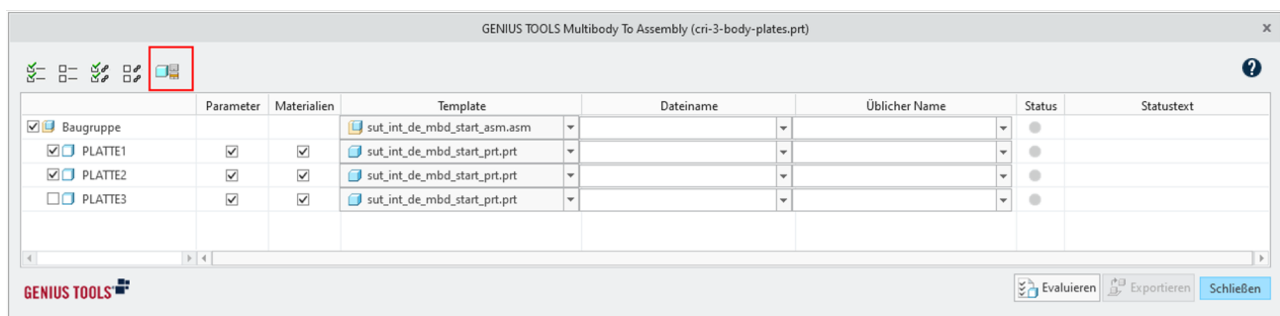 GENIUS TOOLS Multibody To Assembly (cri-3-body-plates.prt) x
?
Parameter Materialien Template Dateiname Üblicher Name Status Statustext
Baugruppe sut_int_de_mbd_start_asm.asm
PLATTE1 sut_int_de_mbd_start_prt.prt
PLATTE2 sut_int_de_mbd_start_prt.prt
PLATTE3 sut_int_de_mbd_start_prt.prt
GENIUS TOOLS Evaluieren Exportieren Schließen